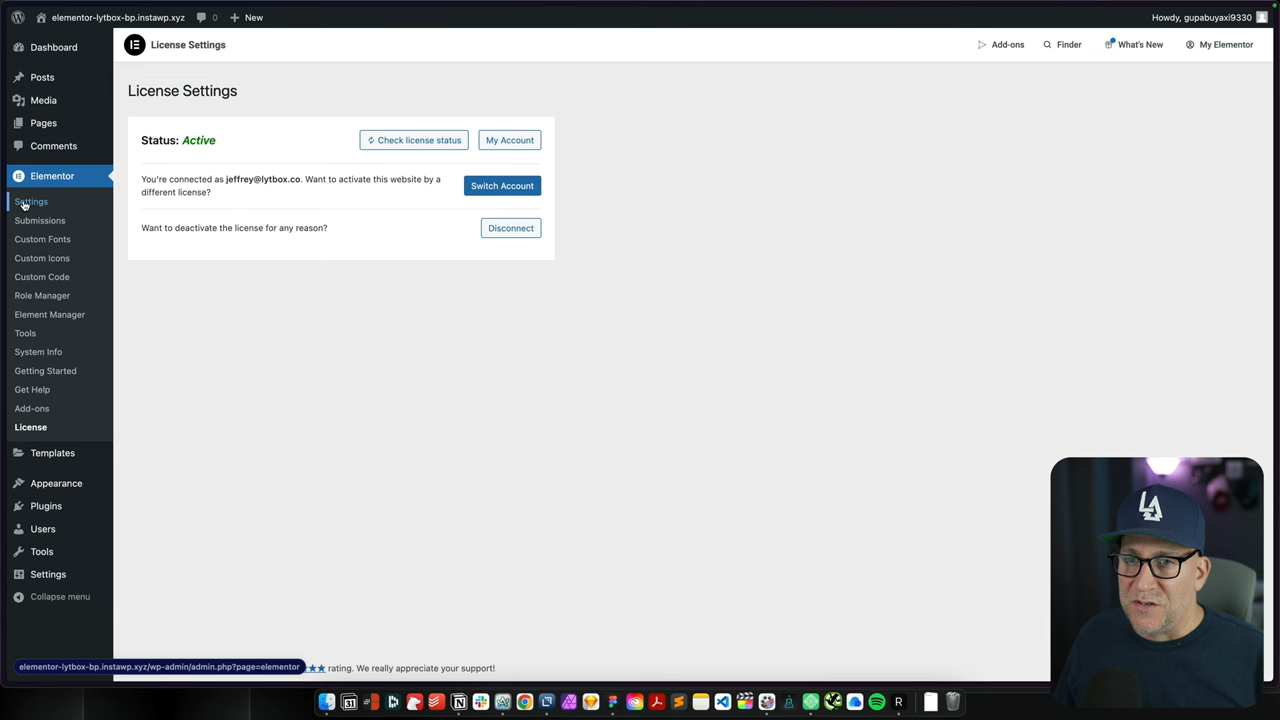 elementor-lytbox-bp.instawp.xyz
0
New
Howdy, gupabuyaxi9330
Dashboard
Posts
Media
Pages
Comments
Elementor
Settings
Submissions
Custom Fonts
Custom Icons
Custom Code
Role Manager
Element Manager
Tools
System Info
Getting Started
Get Help
Add-ons
License
Templates
Appearance
Plugins
Users
Tools
Settings
Collapse menu
License Settings
Add-ons
Finder
What's New
My Elementor
License Settings
Status: Active
Check license status
My Account
You're connected as jeffrey@lytbox.co. Want to activate this website by a
different license?
Switch Account
Want to deactivate the license for any reason?
Disconnect
elementor-lytbox-bp.instawp.xyz/wp-admin/admin.php?page=elementor
★★ rating. We really appreciate your support!
LA
31